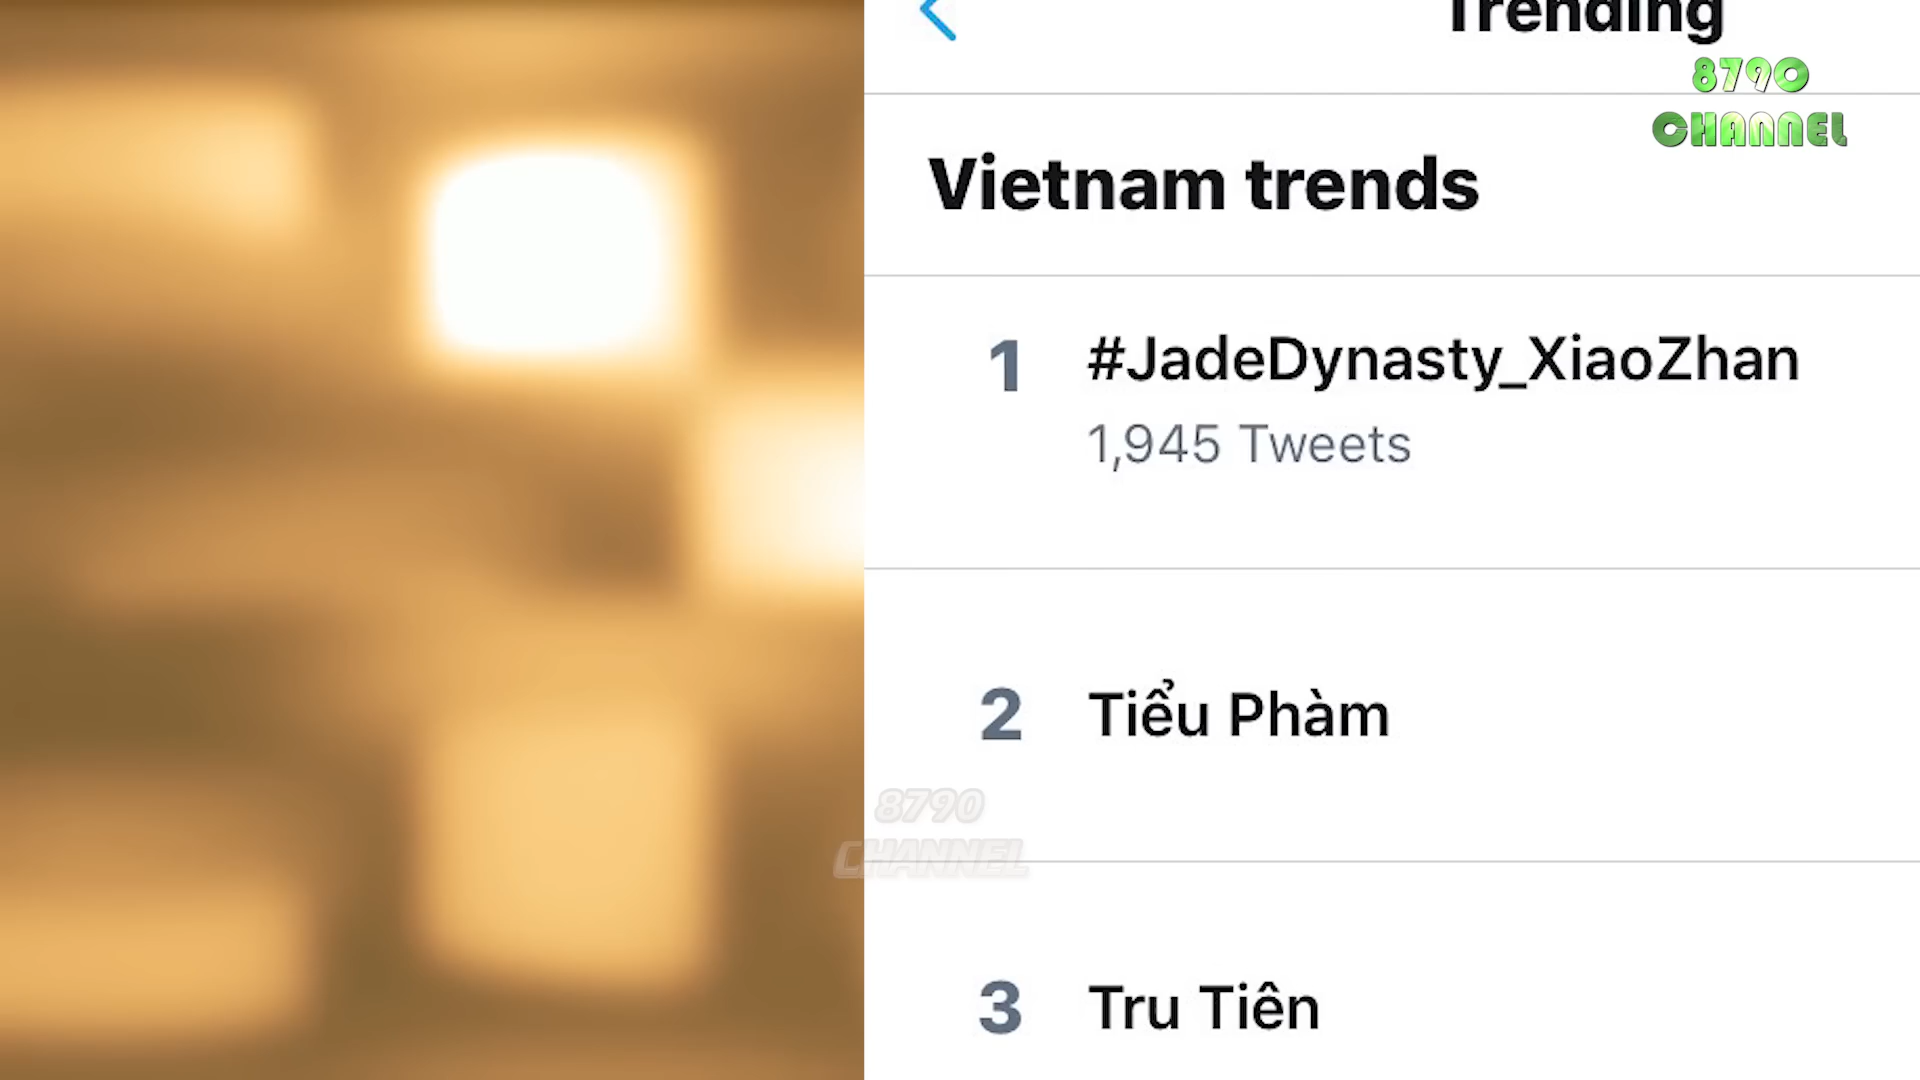 Trending
8790
CHANNEL
Vietnam trends
1 #JadeDynasty_XiaoZhan
1,945 Tweets
2 Tiểu Phàm
8790
CHANNEL
3 Tru Tiên